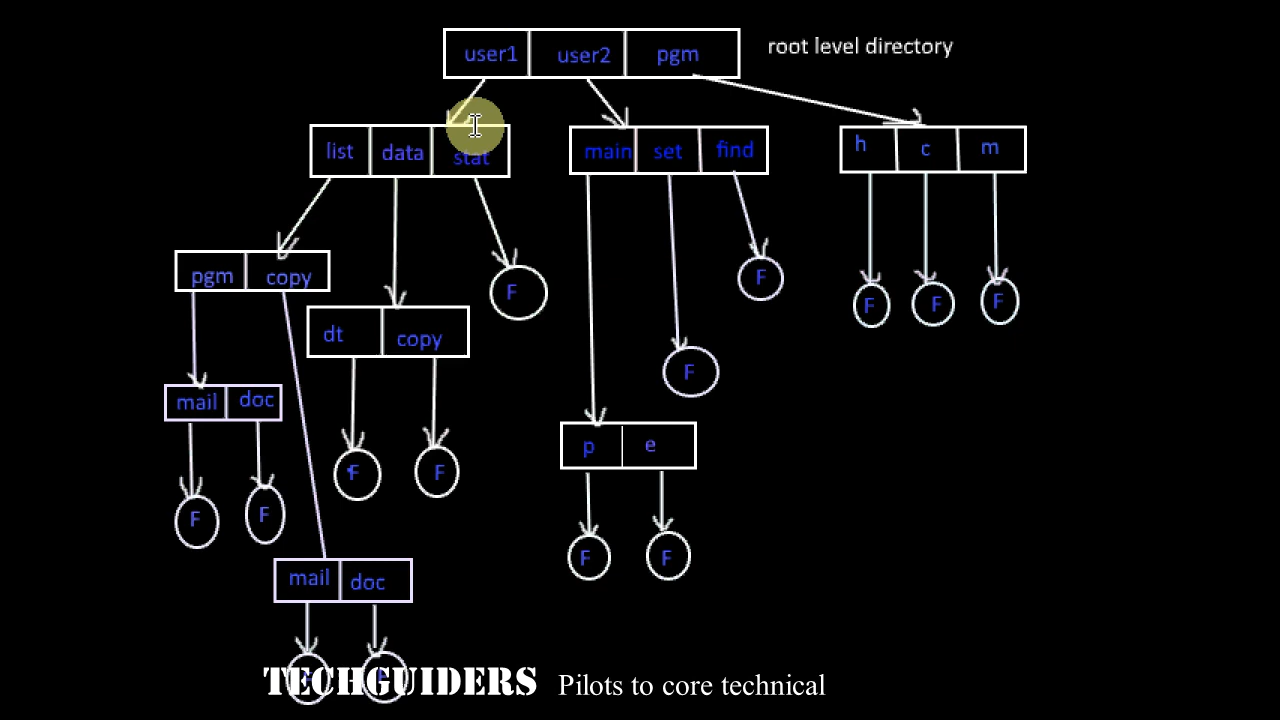 user1 user2 pgm root level directory
list data stat main set find h c m
pgm copy F F F F F
dt copy
mail doc F
p e
F F F F
F F
mail doc
TECHGUIDERS Pilots to core technical